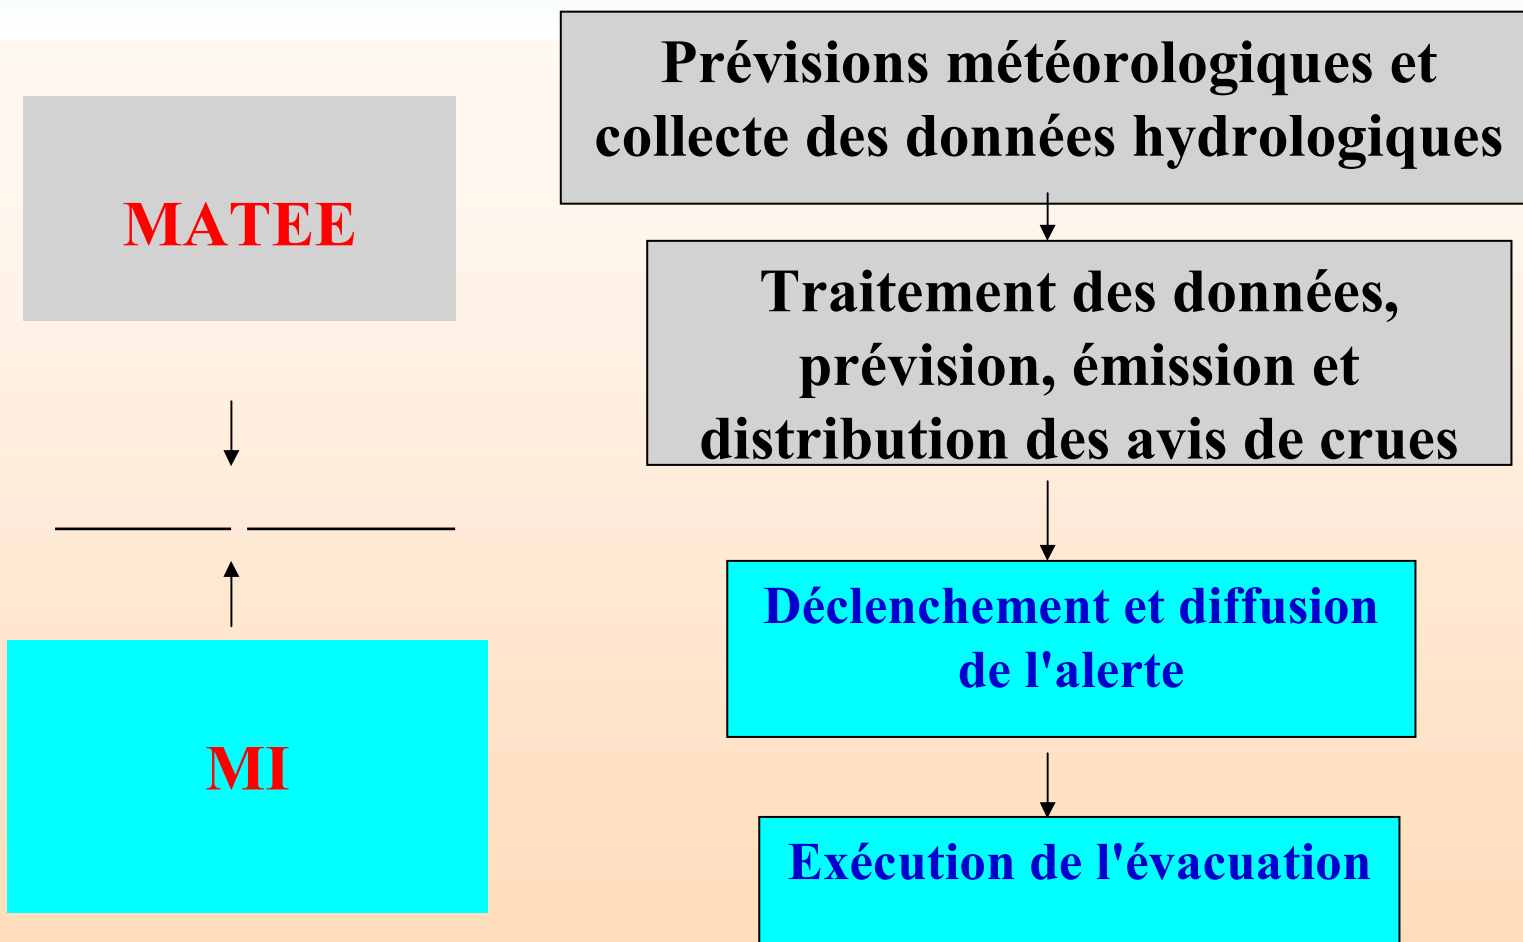 MATEE
MI
Prévisions météorologiques et
collecte des données hydrologiques
Traitement des données,
prévision, émission et
distribution des avis de crues
Déclenchement et diffusion
de l'alerte
Exécution de l'évacuation